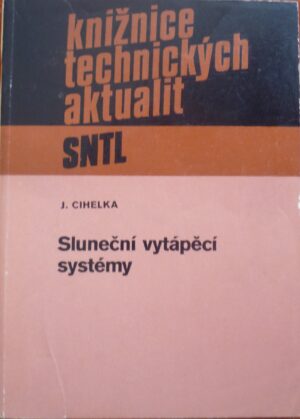 knižnice
technických
aktualit
SNTL
J. CIHELKA
Sluneční vytápěcí
systémy